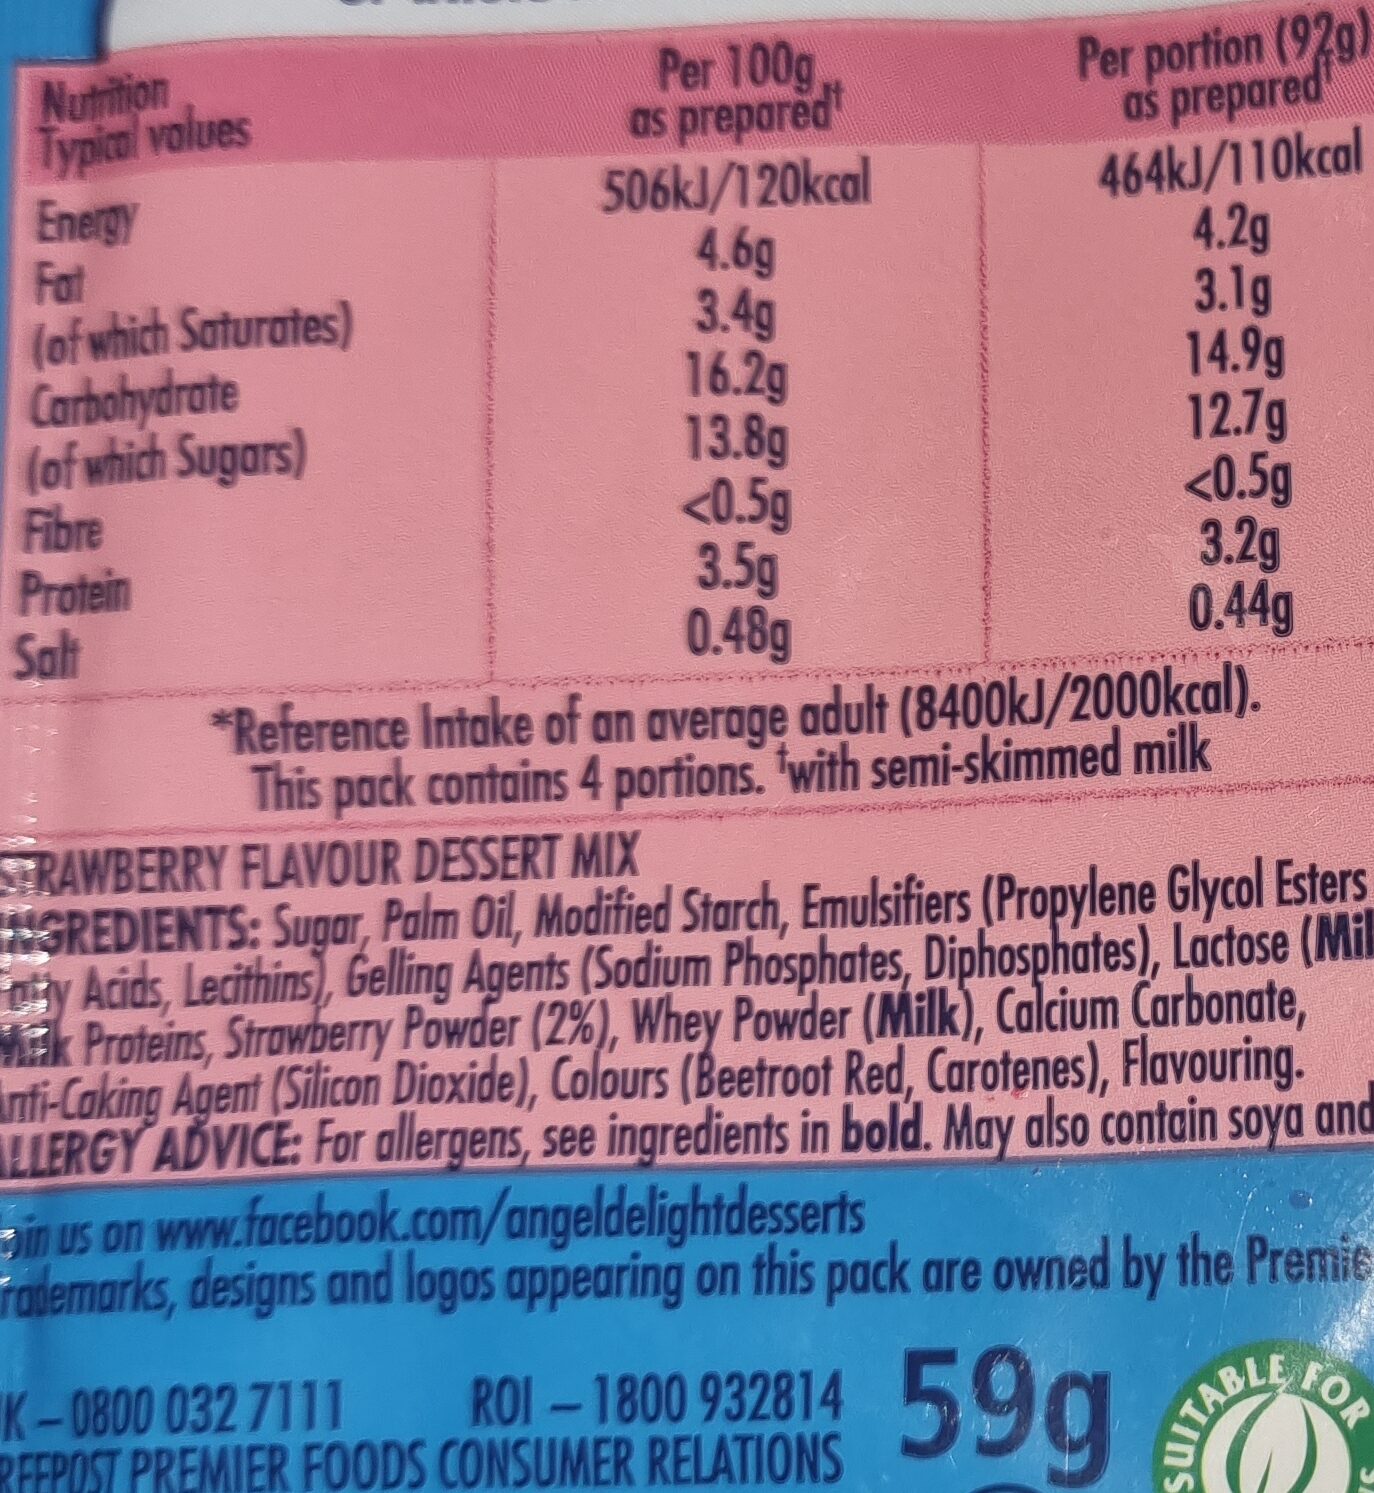 Nutrition
Typical values
Per 100g
as prepared†
Per portion (92g)
as prepared†
Energy 506kJ/120kcal 464kJ/110kcal
Fat 4.6g 4.2g
(of which Saturates) 3.4g 3.1g
Carbohydrate 16.2g 14.9g
(of which Sugars) 13.8g 12.7g
Fibre <0.5g <0.5g
Protein 3.5g 3.2g
Salt 0.48g 0.44g
*Reference Intake of an average adult (8400kJ/2000kcal).
This pack contains 4 portions. †with semi-skimmed milk
STRAWBERRY FLAVOUR DESSERT MIX
INGREDIENTS: Sugar, Palm Oil, Modified Starch, Emulsifiers (Propylene Glycol Esters
Fatty Acids, Lecithins), Gelling Agents (Sodium Phosphates, Diphosphates), Lactose (Mil
Milk Proteins, Strawberry Powder (2%), Whey Powder (Milk), Calcium Carbonate,
Anti-Caking Agent (Silicon Dioxide), Colours (Beetroot Red, Carotenes), Flavouring.
ALLERGY ADVICE: For allergens, see ingredients in bold. May also contain soya and
Join us on www.facebook.com/angeldelightdesserts
rademarks, designs and logos appearing on this pack are owned by the Premie
UK – 0800 032 7111 ROI – 1800 932814
REEPOST PREMIER FOODS CONSUMER RELATIONS
59g
SUITABLE FOR